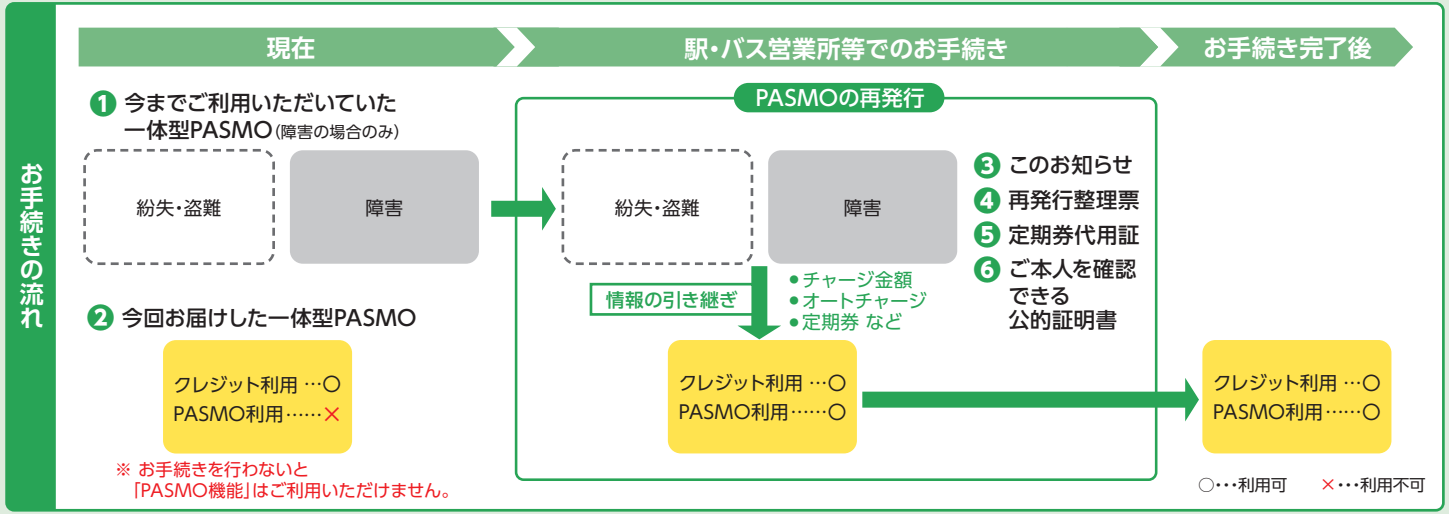 お手続きの流れ
現在
駅・バス営業所等でのお手続き
お手続き完了後
❶ 今までご利用いただいていた
一体型PASMO(障害の場合のみ)
紛失・盗難
障害
❷ 今回お届けした一体型PASMO
クレジット利用 …〇
PASMO利用……×
※ お手続きを行わないと
「PASMO機能」はご利用いただけません。
PASMOの再発行
紛失・盗難
障害
情報の引き継ぎ
●チャージ金額
●オートチャージ
●定期券 など
❸ このお知らせ
❹ 再発行整理票
❺ 定期券代用証
❻ ご本人を確認
できる
公的証明書
クレジット利用 …〇
PASMO利用……〇
クレジット利用 …〇
PASMO利用……〇
〇・・・利用可 ×・・・利用不可